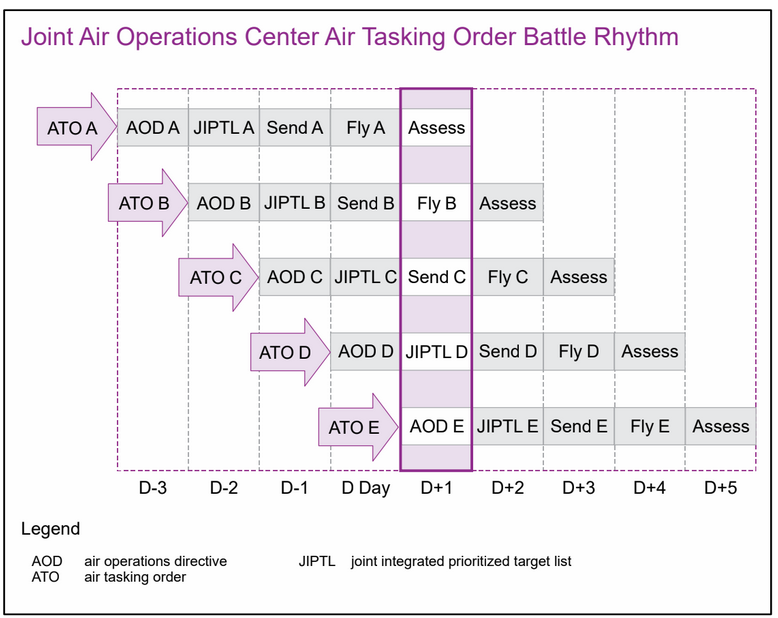 Joint Air Operations Center Air Tasking Order Battle Rhythm
ATO A AOD A JIPTL A Send A Fly A Assess
ATO B AOD B JIPTL B Send B Fly B Assess
ATO C AOD C JIPTL C Send C Fly C Assess
ATO D AOD D JIPTL D Send D Fly D Assess
ATO E AOD E JIPTL E Send E Fly E Assess
D-3 D-2 D-1 D Day D+1 D+2 D+3 D+4 D+5
Legend
AOD air operations directive JIPTL joint integrated prioritized target list
ATO air tasking order